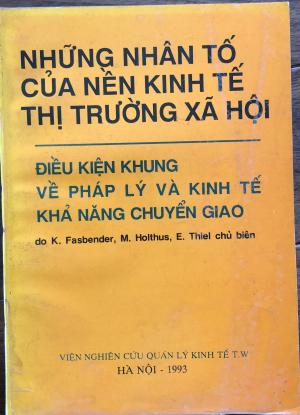 NHỮNG NHÂN TỐ
CỦA NỀN KINH TẾ
THỊ TRƯỜNG XÃ HỘI
ĐIỀU KIỆN KHUNG
VỀ PHÁP LÝ VÀ KINH TẾ
KHẢ NĂNG CHUYỂN GIAO
do K. Fasbender, M. Holthus, E. Thiel chủ biên
VIỆN NGHIÊN CỨU QUẢN LÝ KINH TẾ T.W
HÀ NỘI - 1993